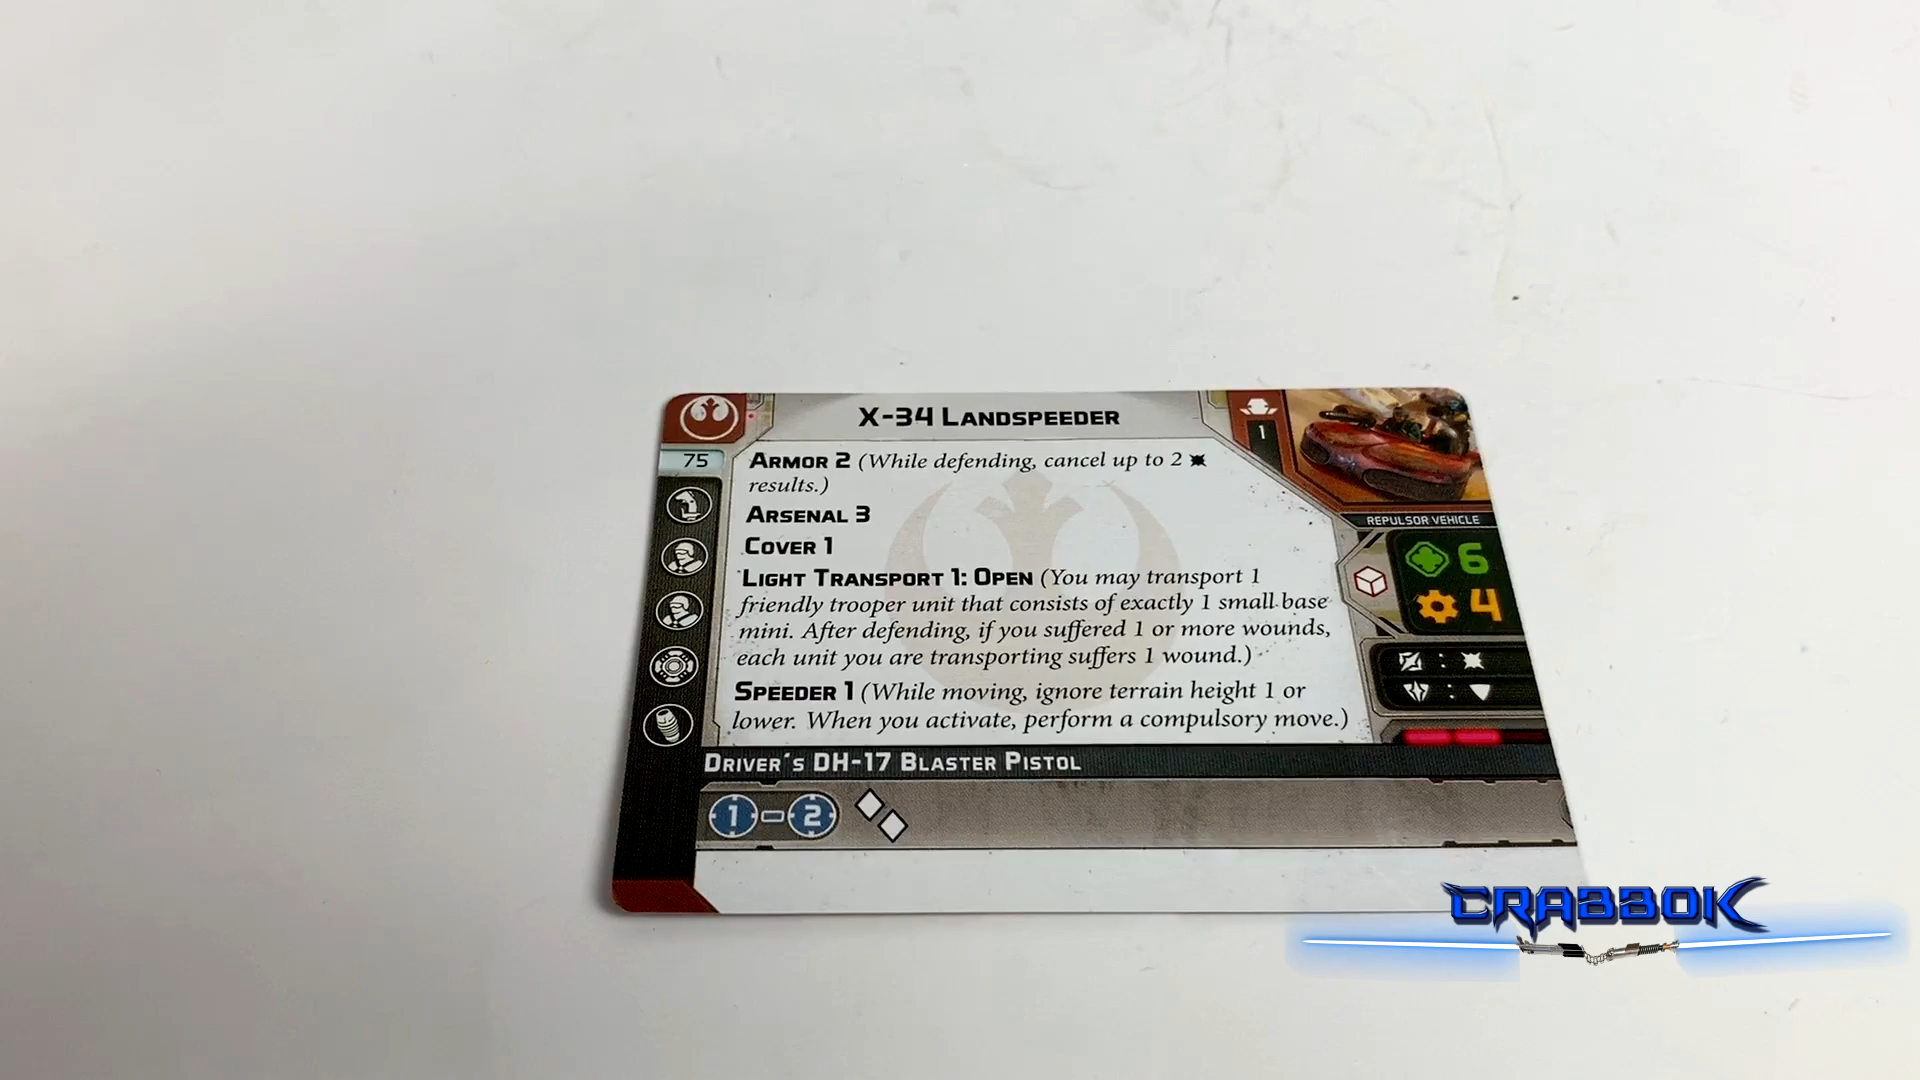 X-34 LANDSPEEDER
1
75
ARMOR 2 (While defending, cancel up to 2
results.)
ARSENAL 3
COVER 1
LIGHT TRANSPORT 1: OPEN (You may transport 1
friendly trooper unit that consists of exactly 1 small base
mini. After defending, if you suffered 1 or more wounds,
each unit you are transporting suffers 1 wound.)
SPEEDER 1 (While moving, ignore terrain height 1 or
lower. When you activate, perform a compulsory move.)
REPULSOR VEHICLE
6
4
:
:
DRIVER'S DH-17 BLASTER PISTOL
1-2
CRABBOK